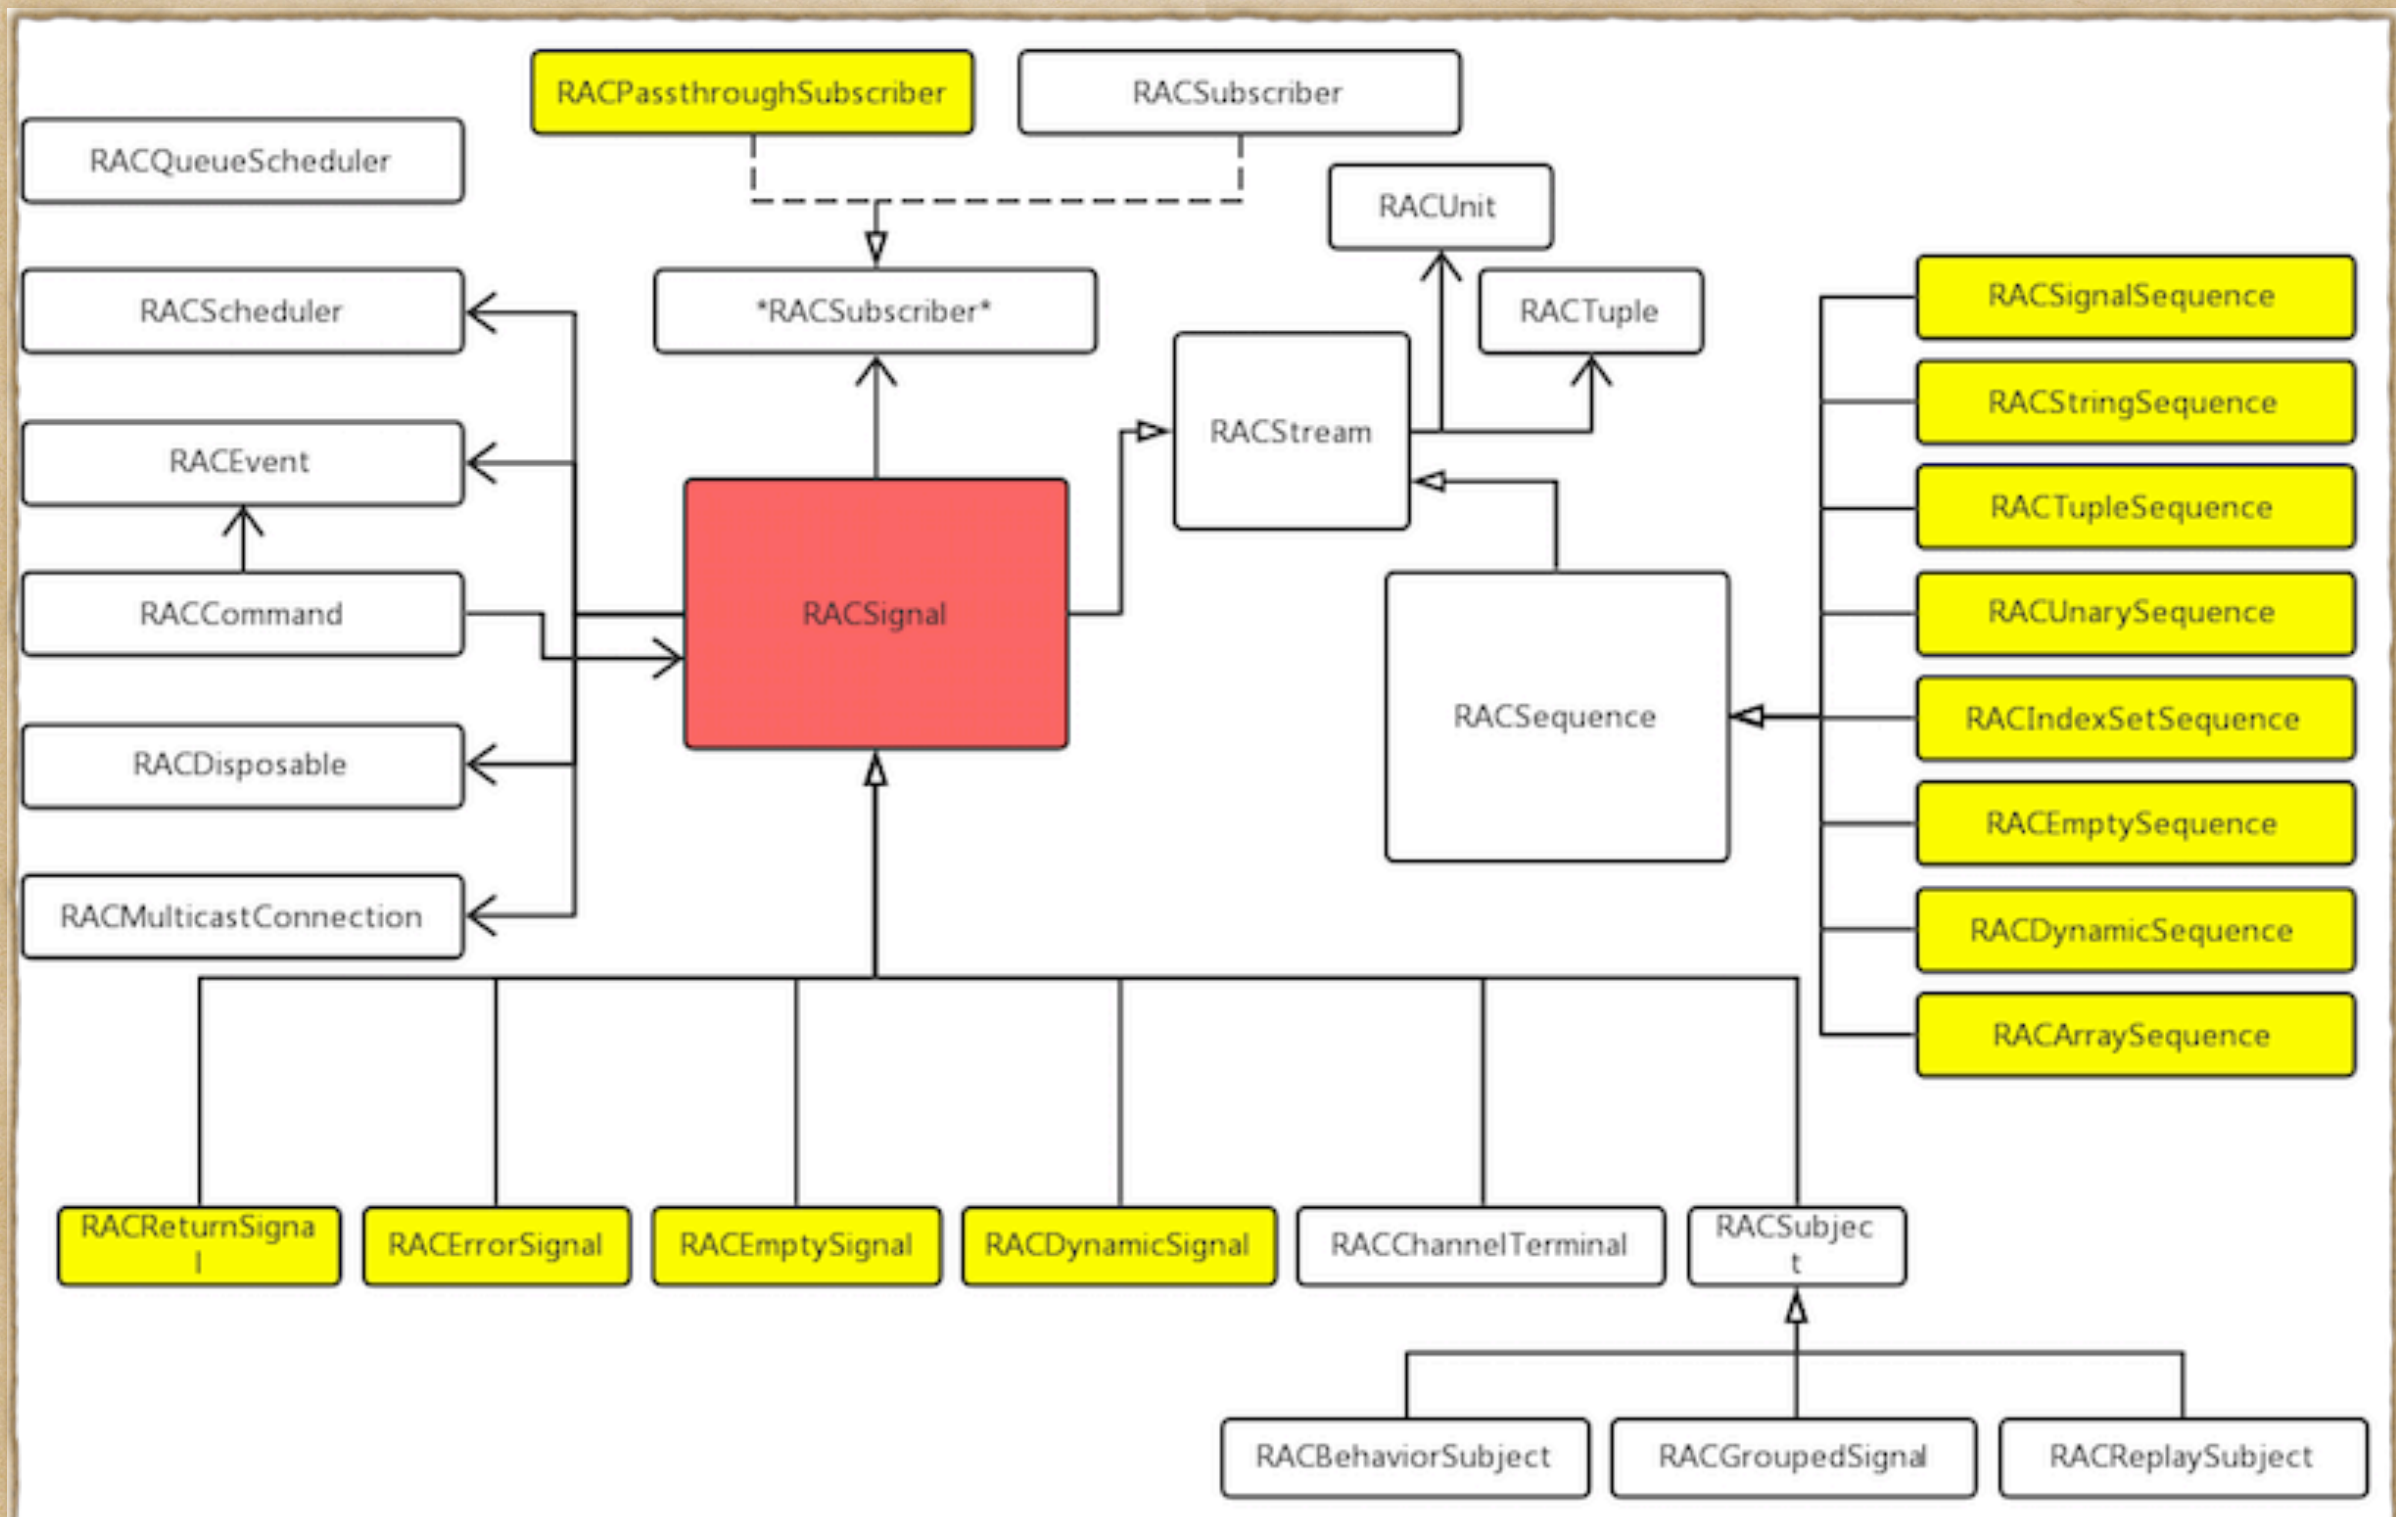 RACPassthroughSubscriber
RACSubscriber
RACQueueScheduler
RACUnit
RACScheduler
*RACSubscriber*
RACTuple
RACSignalSequence
RACStringSequence
RACStream
RACEvent
RACTupleSequence
RACCommand
RACSignal
RACUnarySequence
RACSequence
RACIndexSetSequence
RACDisposable
RACEmptySequence
RACMulticastConnection
RACDynamicSequence
RACArraySequence
RACReturnSigna
l
RACErrorSignal
RACEmptySignal
RACDynamicSignal
RACChannelTerminal
RACSubjec
t
RACBehaviorSubject
RACGroupedSignal
RACReplaySubject